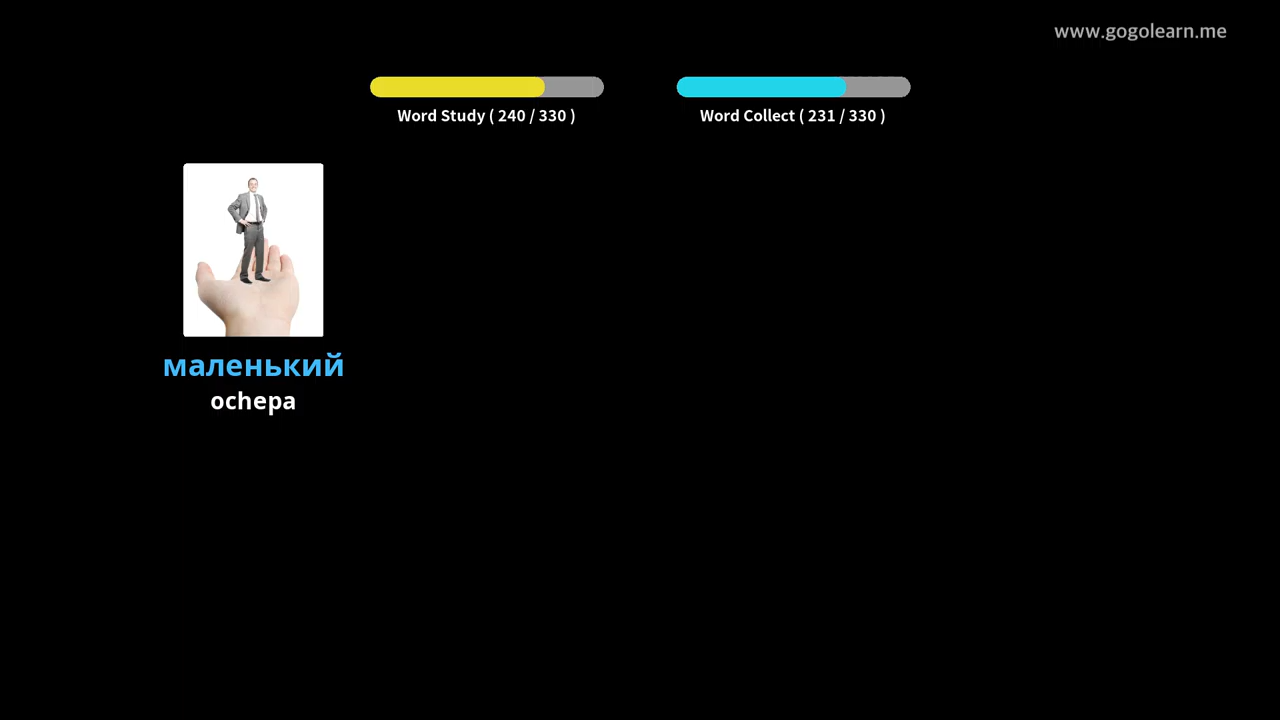 www.gogolearn.me
Word Study ( 240 / 330 )
Word Collect ( 231 / 330 )
маленький
ochepa